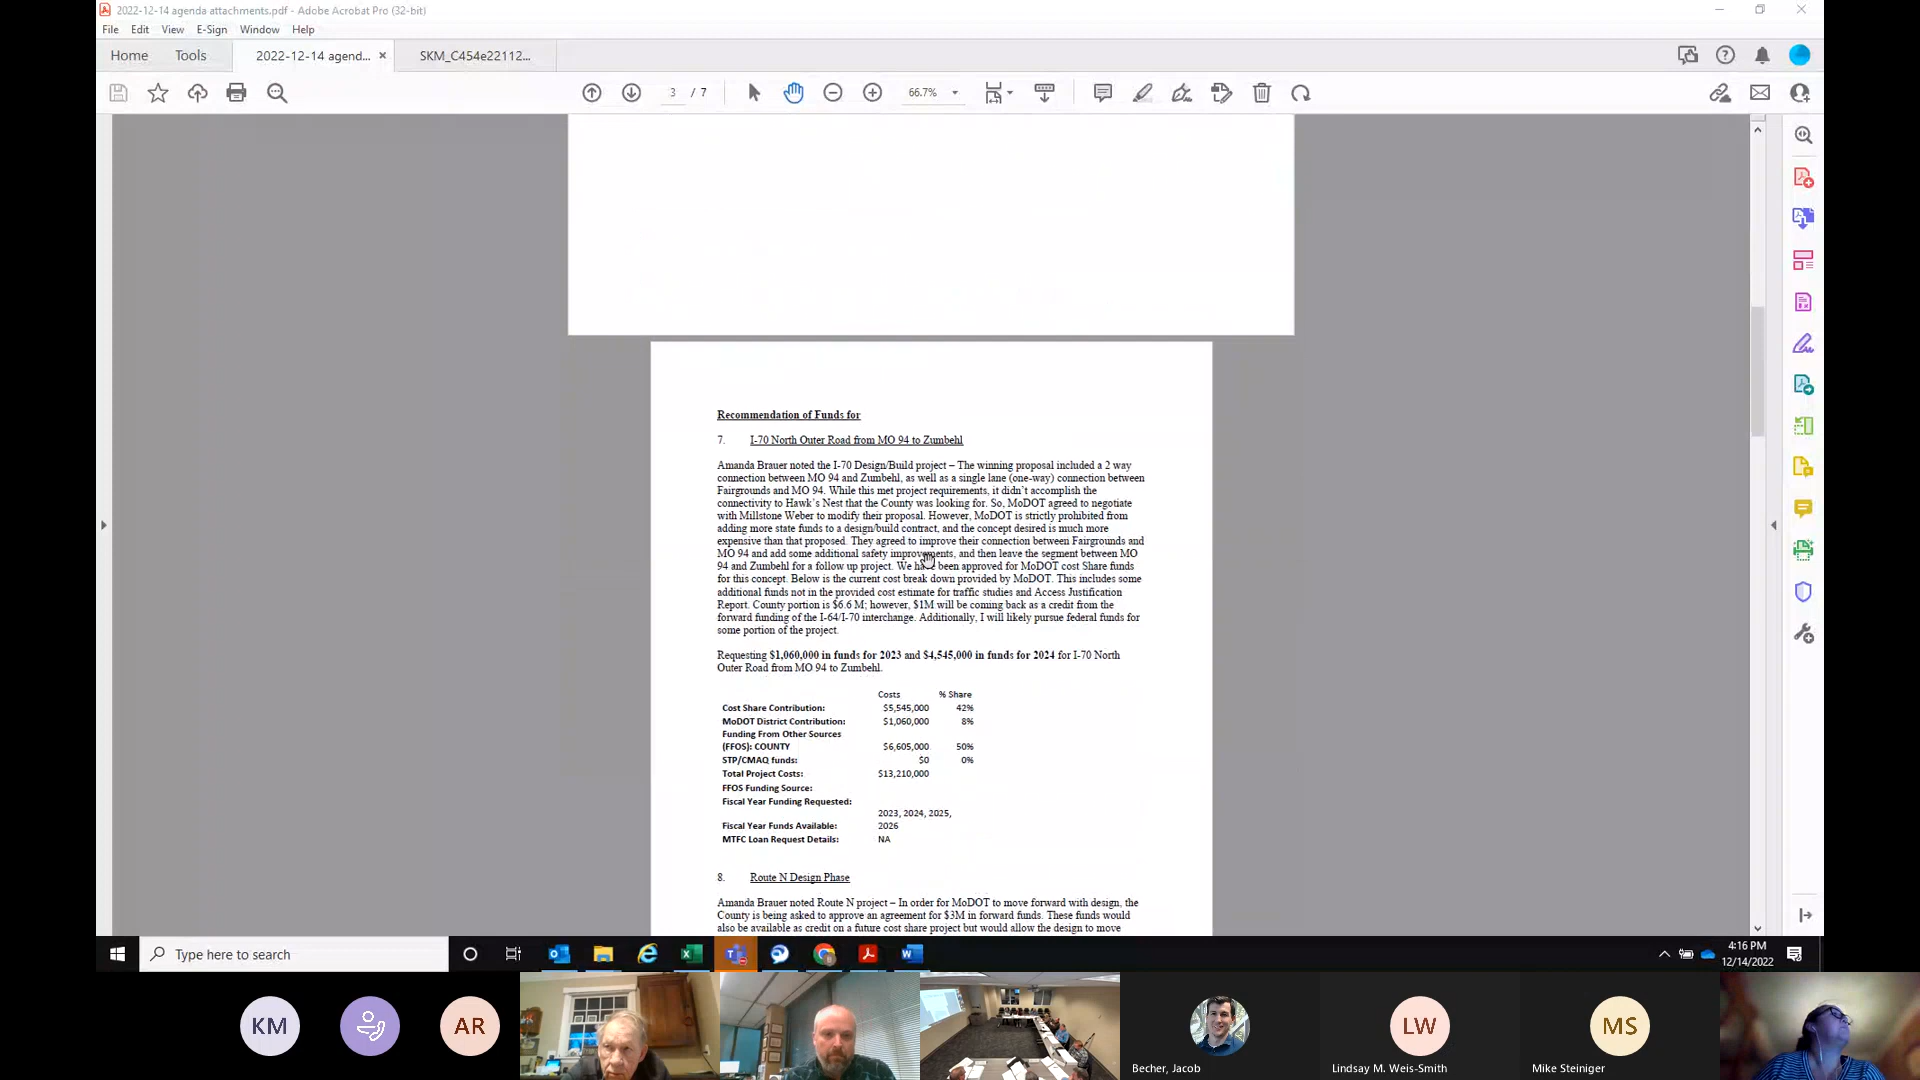 2022-12-14 agenda attachments.pdf - Adobe Acrobat Pro (32-bit)
File Edit View E-Sign Window Help
Home Tools 2022-12-14 agend... × SKM_C454e22112...
3 / 7 66.7%
Recommendation of Funds for
7. I-70 North Outer Road from MO 94 to Zumbehl
Amanda Brauer noted the I-70 Design/Build project – The winning proposal included a 2 way
connection between MO 94 and Zumbehl, as well as a single lane (one-way) connection between
Fairgrounds and MO 94. While this met project requirements, it didn't accomplish the
connectivity to Hawk's Nest that the County was looking for. So, MoDOT agreed to negotiate
with Millstone Weber to modify their proposal. However, MoDOT is strictly prohibited from
adding more state funds to a design/build contract, and the concept desired is much more
expensive than that proposed. They agreed to improve their connection between Fairgrounds and
MO 94 and add some additional safety improvements, and then leave the segment between MO
94 and Zumbehl for a follow up project. We have been approved for MoDOT cost Share funds
for this concept. Below is the current cost break down provided by MoDOT. This includes some
additional funds not in the provided cost estimate for traffic studies and Access Justification
Report. County portion is $6.6 M; however, $1M will be coming back as a credit from the
forward funding of the I-64/I-70 interchange. Additionally, I will likely pursue federal funds for
some portion of the project.
Requesting $1,060,000 in funds for 2023 and $4,545,000 in funds for 2024 for I-70 North
Outer Road from MO 94 to Zumbehl.
Costs % Share
Cost Share Contribution: $5,545,000 42%
MoDOT District Contribution: $1,060,000 8%
Funding From Other Sources
(FFOS): COUNTY $6,605,000 50%
STP/CMAQ funds: $0 0%
Total Project Costs: $13,210,000
FFOS Funding Source:
Fiscal Year Funding Requested:
2023, 2024, 2025,
Fiscal Year Funds Available: 2026
MTFC Loan Request Details: NA
8. Route N Design Phase
Amanda Brauer noted Route N project – In order for MoDOT to move forward with design, the
County is being asked to approve an agreement for $3M in forward funds. These funds would
also be available as credit on a future cost share project but would allow the design to move
Type here to search
4:16 PM
12/14/2022
KM AR LW MS
Becher, Jacob Lindsay M. Weis-Smith Mike Steiniger